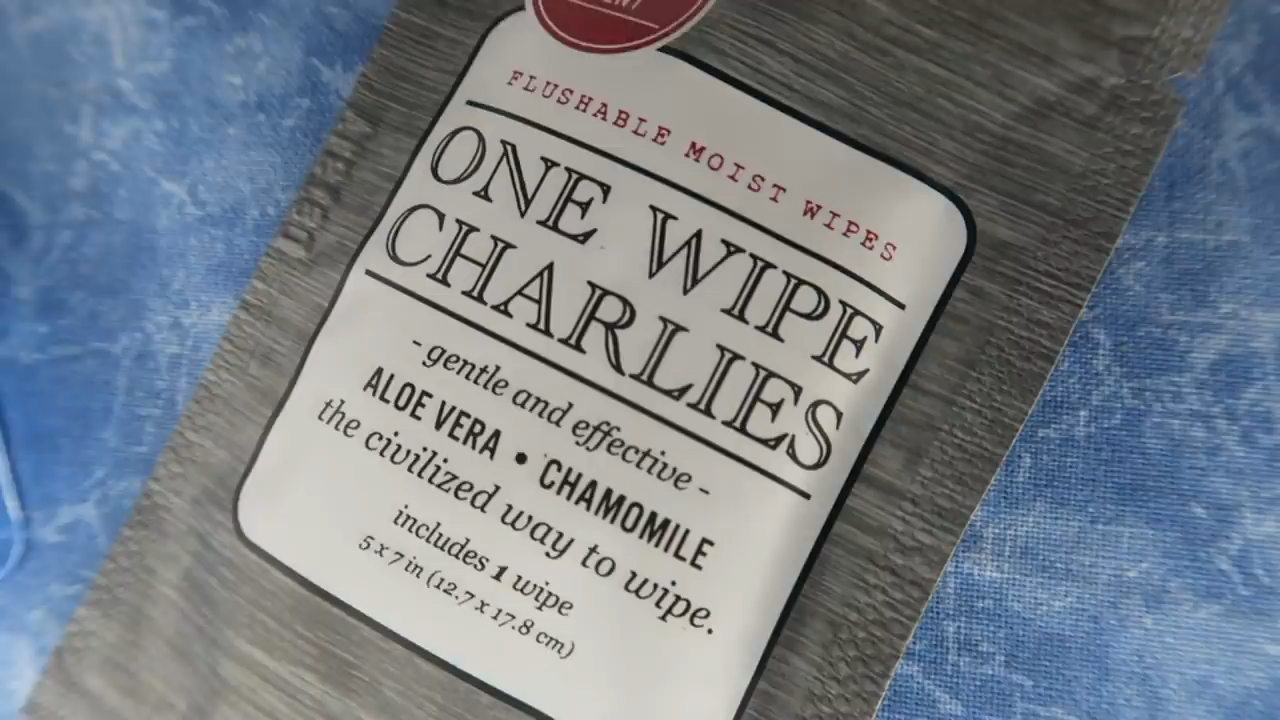 FLUSHABLE MOIST WIPES
ONE WIPE
CHARLIES
- gentle and effective -
ALOE VERA • CHAMOMILE
the civilized way to wipe.
includes 1 wipe
5 x 7 in (12.7 x 17.8 cm)